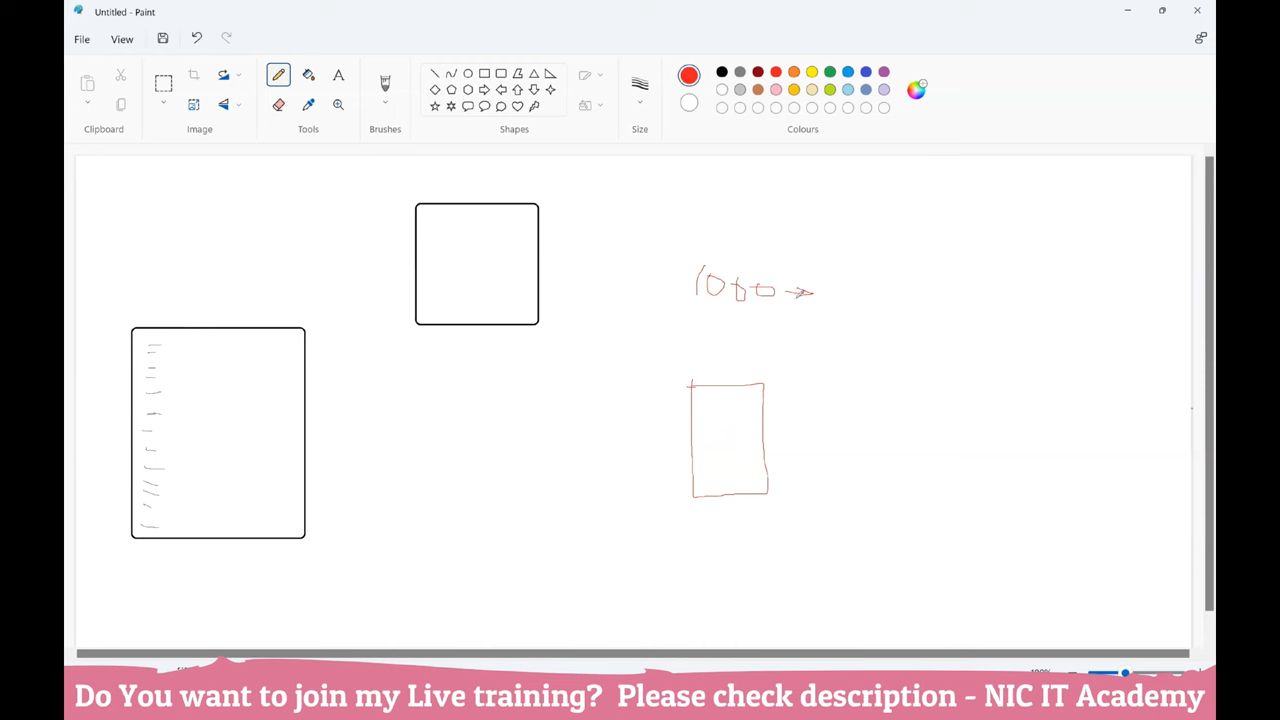 Untitled - Paint
File View
Clipboard Image Tools Brushes Shapes Size Colours
1000 →
Do You want to join my Live training? Please check description - NIC IT Academy